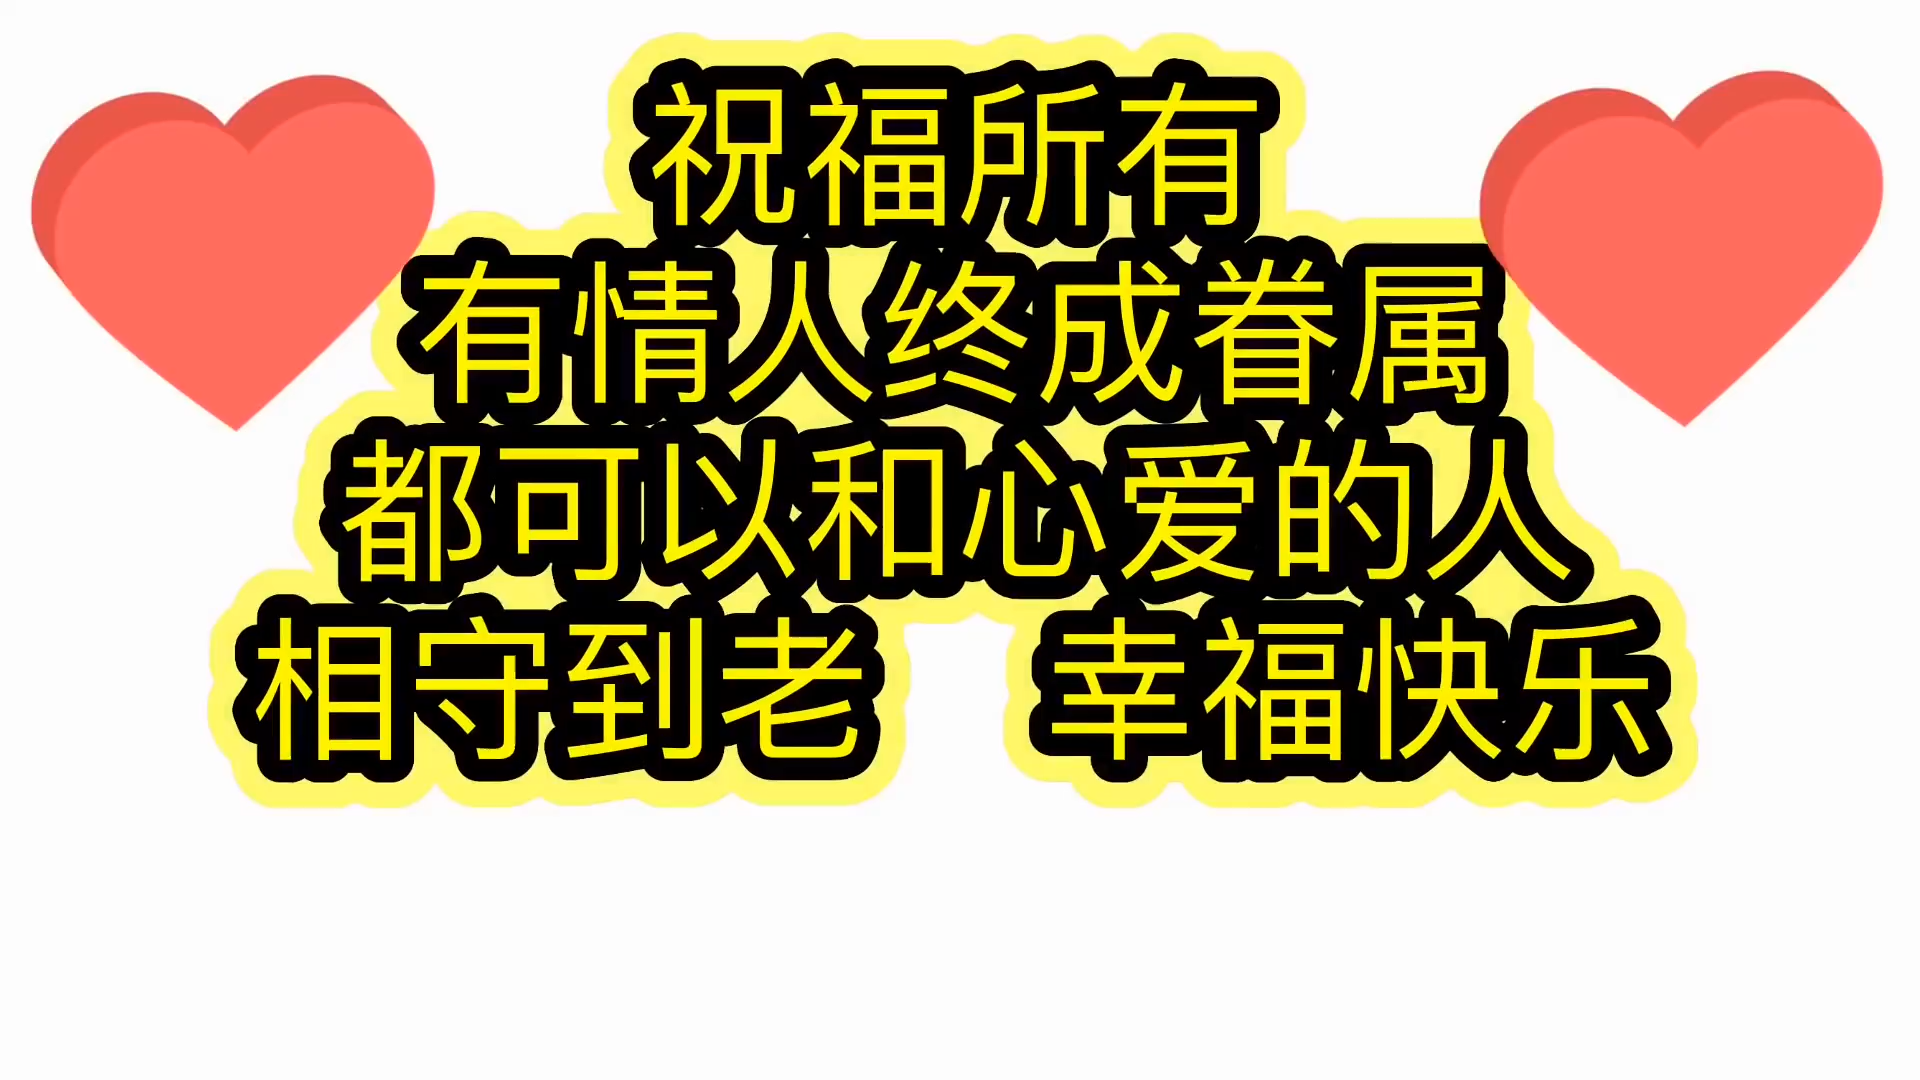 祝福所有
有情人终成眷属
都可以和心爱的人
相守到老　幸福快乐